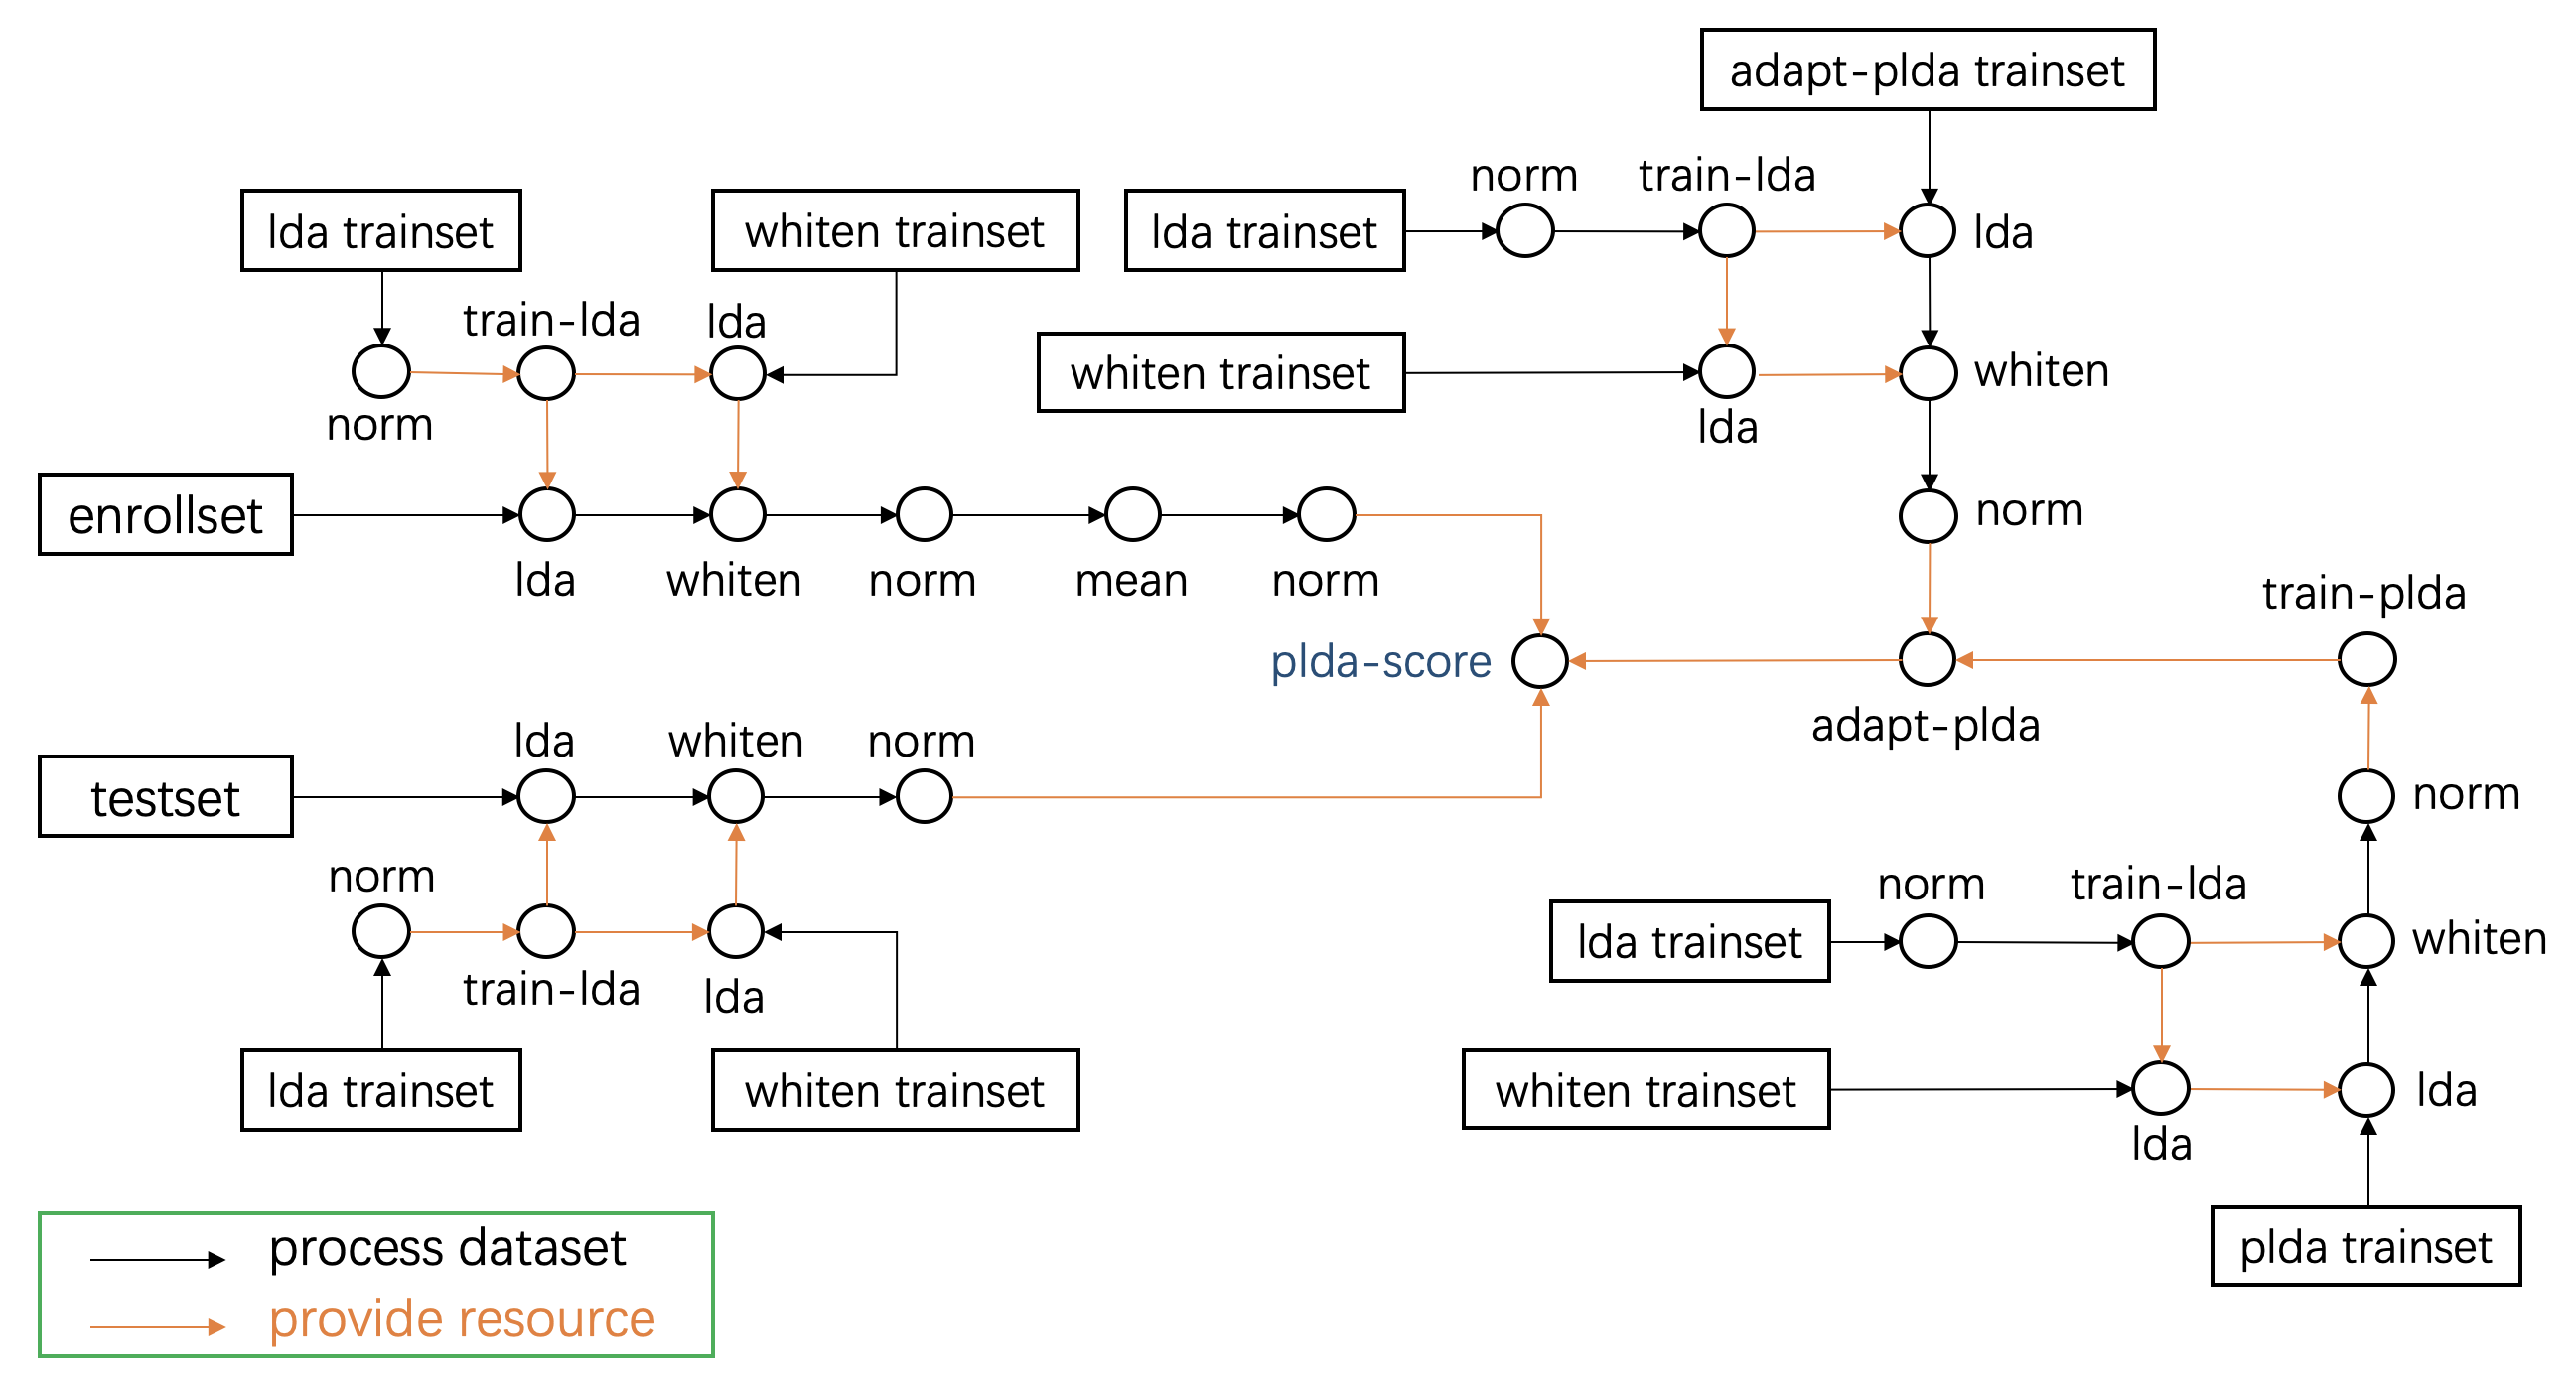 adapt-plda trainset
norm
train-lda
lda trainset
whiten trainset
lda trainset
lda
train-lda
lda
whiten trainset
whiten
norm
lda
enrollset
norm
lda
whiten
norm
mean
norm
train-plda
plda-score
adapt-plda
lda
whiten
norm
testset
norm
norm
norm
train-lda
lda trainset
whiten
train-lda
lda
lda trainset
whiten trainset
whiten trainset
lda
lda
plda trainset
process dataset
provide resource